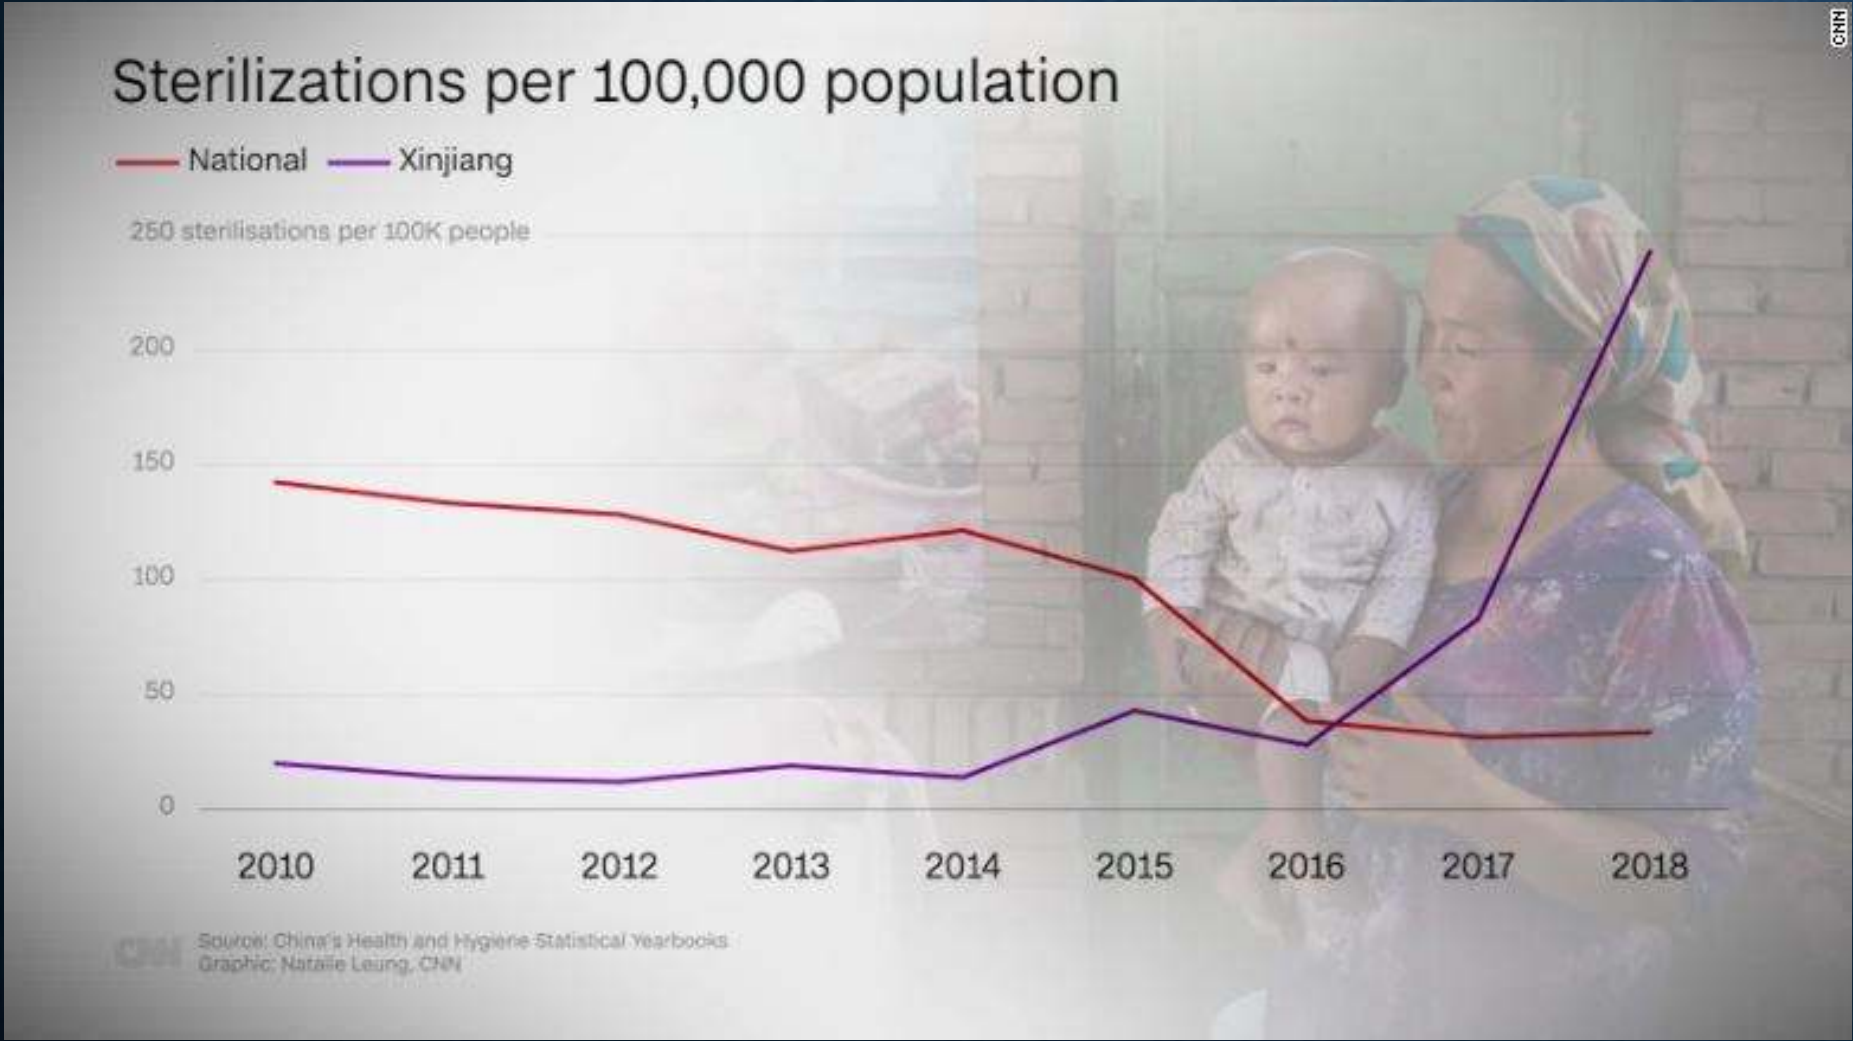 CNN
Sterilizations per 100,000 population
National Xinjiang
250 sterilisations per 100K people
200
150
100
50
0
2010 2011 2012 2013 2014 2015 2016 2017 2018
CNN
Source: China's Health and Hygiene Statistical Yearbooks
Graphic: Natalie Leung, CNN